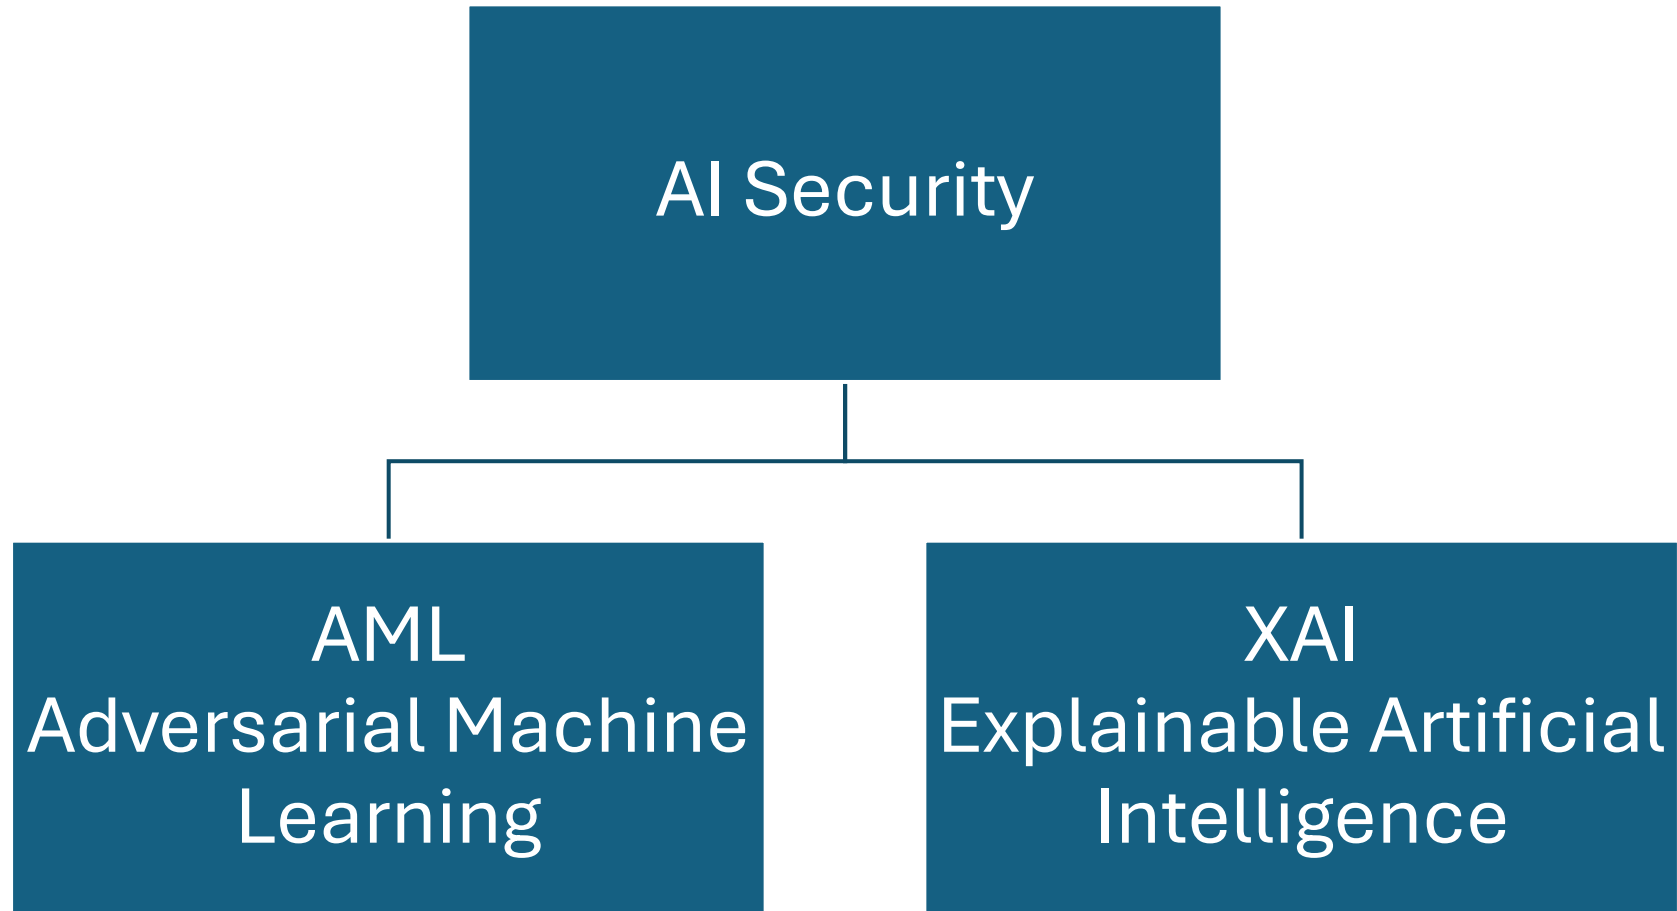 AI Security
AML
Adversarial Machine
Learning
XAI
Explainable Artificial
Intelligence